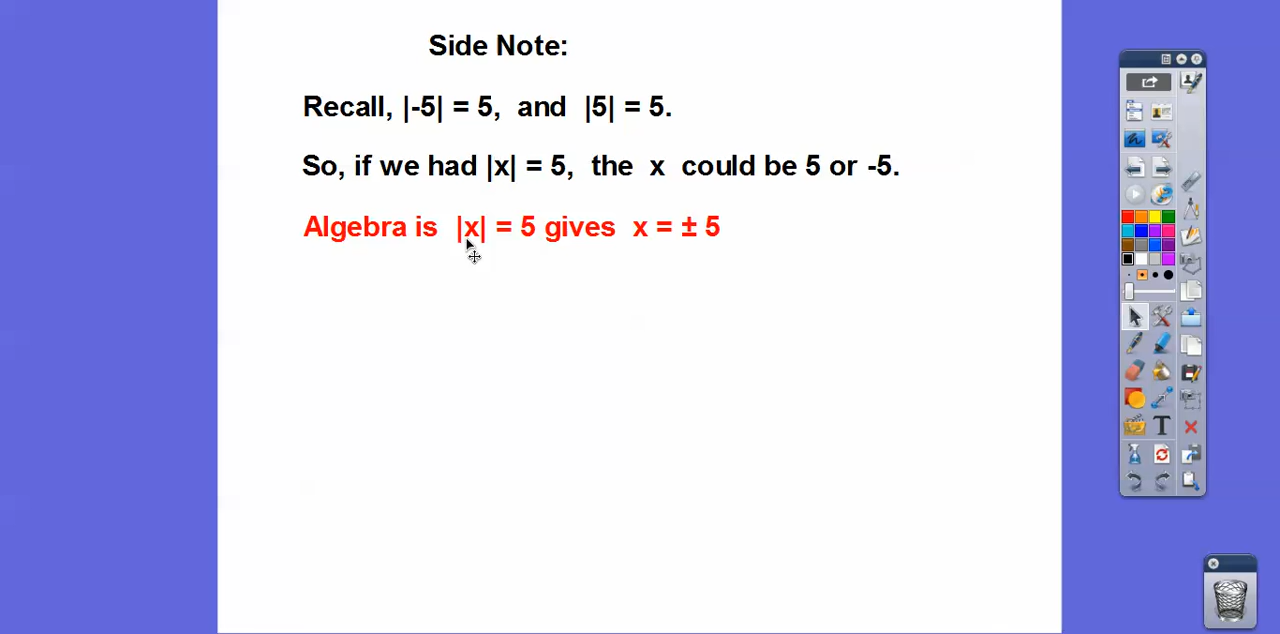 Side Note:
Recall, |-5| = 5, and |5| = 5.
So, if we had |x| = 5, the x could be 5 or -5.
Algebra is |x| = 5 gives x = ± 5